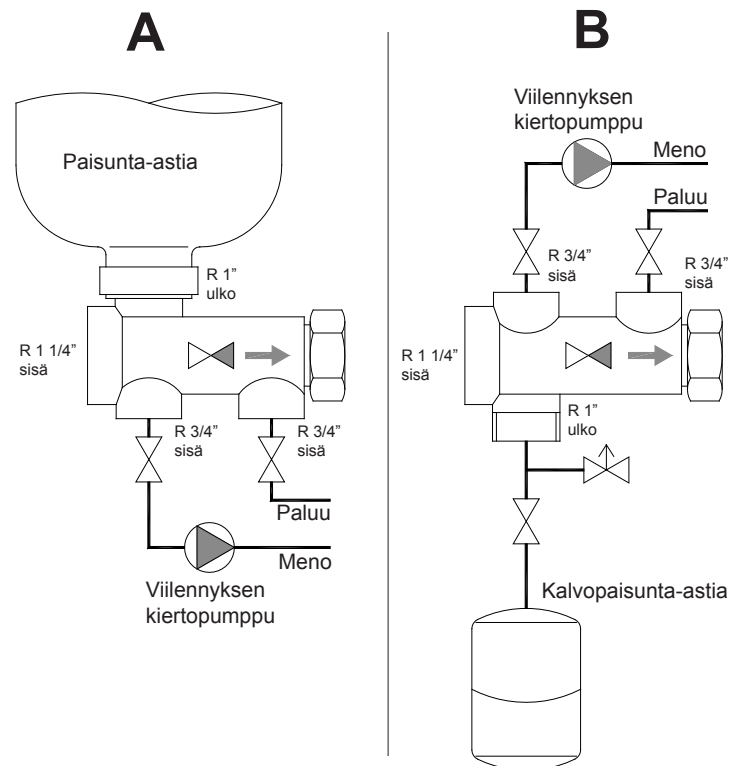 A
Paisunta-astia
R 1”
ulko
R 1 1/4”
sisä
R 3/4”
sisä
R 3/4”
sisä
Paluu
Meno
Viilennyksen
kiertopumppu
B
Viilennyksen
kiertopumppu
Meno
Paluu
R 3/4”
sisä
R 3/4”
sisä
R 1 1/4”
sisä
R 1”
ulko
Kalvopaisunta-astia